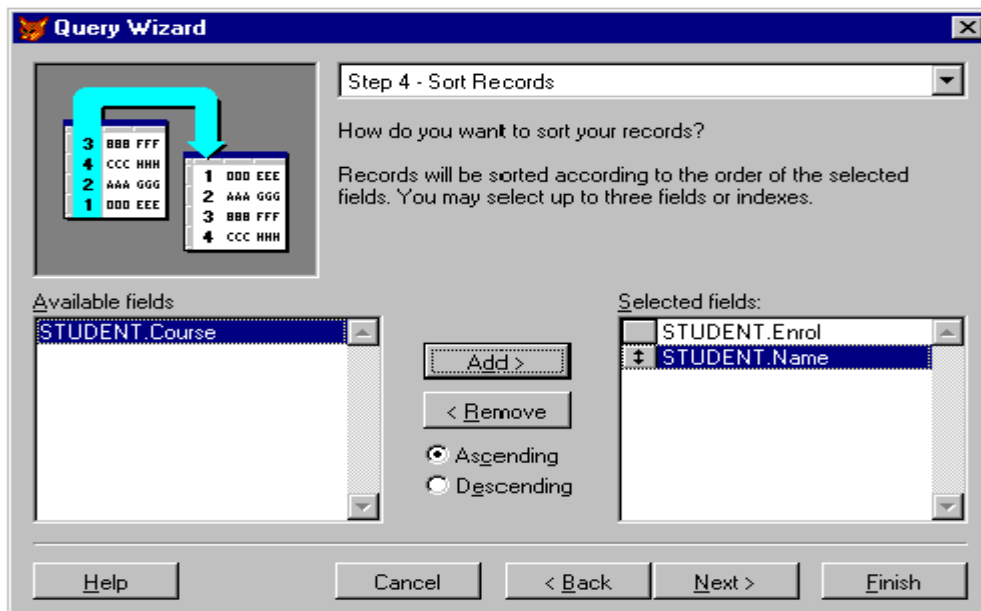 Query Wizard
Step 4 - Sort Records
How do you want to sort your records?
Records will be sorted according to the order of the selected
fields. You may select up to three fields or indexes.
3 BBB FFF
4 CCC HHH
2 AAA GGG
1 DDD EEE
1 DDD EEE
2 AAA GGG
3 BBB FFF
4 CCC HHH
Available fields
STUDENT.Course
Add >
< Remove
Ascending
Descending
Selected fields:
STUDENT.Enrol
STUDENT.Name
Help
Cancel
< Back
Next >
Finish